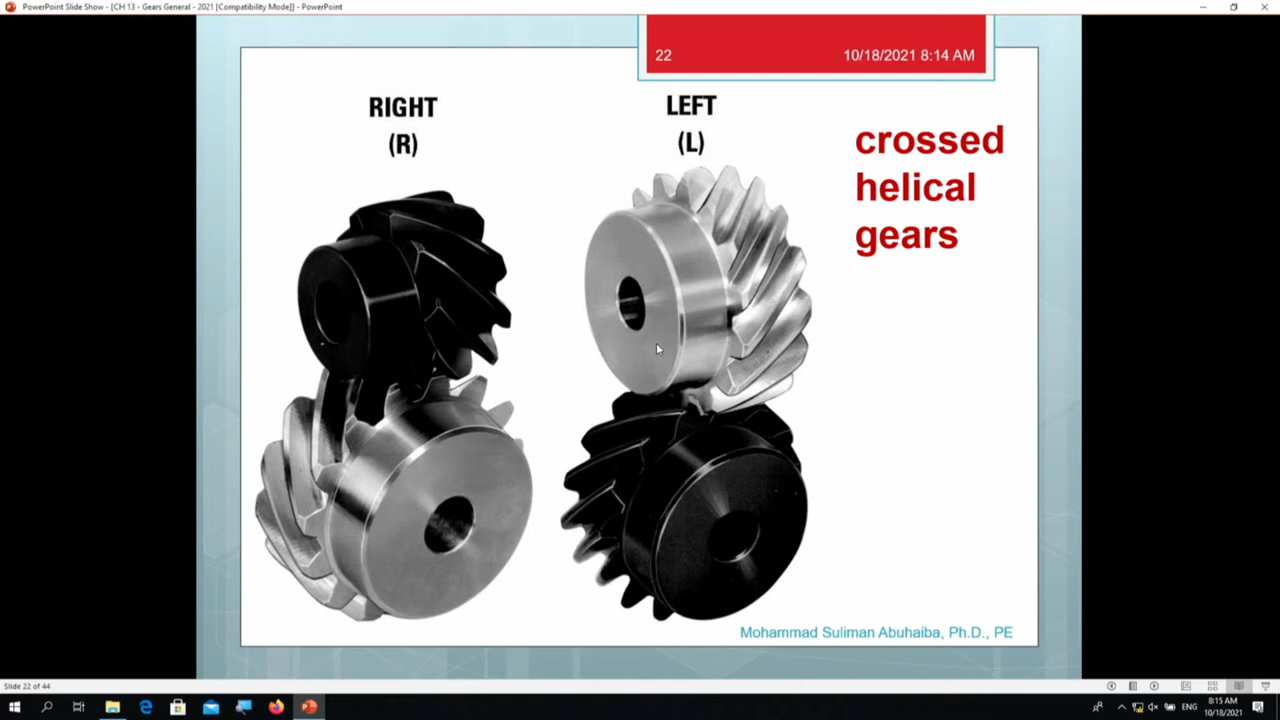 PowerPoint Slide Show - [CH 13 - Gears General - 2021 [Compatibility Mode]] - PowerPoint
22
10/18/2021 8:14 AM
RIGHT
(R)
LEFT
(L)
crossed
helical
gears
Mohammad Suliman Abuhaiba, Ph.D., PE
Slide 22 of 44
ENG
8:15 AM
10/18/2021